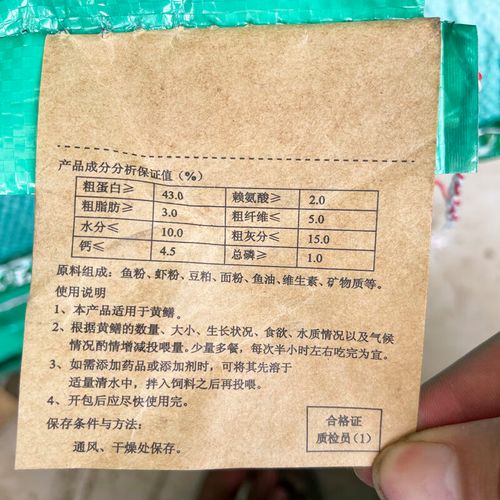 产品成分分析保证值（%）
粗蛋白≥ 43.0 赖氨酸≥ 2.0
粗脂肪≥ 3.0 粗纤维≤ 5.0
水分≤ 10.0 粗灰分≤ 15.0
钙≤ 4.5 总磷≥ 1.0
原料组成：鱼粉、虾粉、豆粕、面粉、鱼油、维生素、矿物质等。
使用说明
1、本产品适用于黄鳝。
2、根据黄鳝的数量、大小、生长状况、食欲、水质情况以及气候
情况酌情增减投喂量。少量多餐，每次半小时左右吃完为宜。
3、如需添加药品或添加剂时，可将其先溶于
适量清水中，拌入饲料之后再投喂。
4、开包后应尽快使用完。
保存条件与方法：
通风、干燥处保存。
合格证
质检员（1）